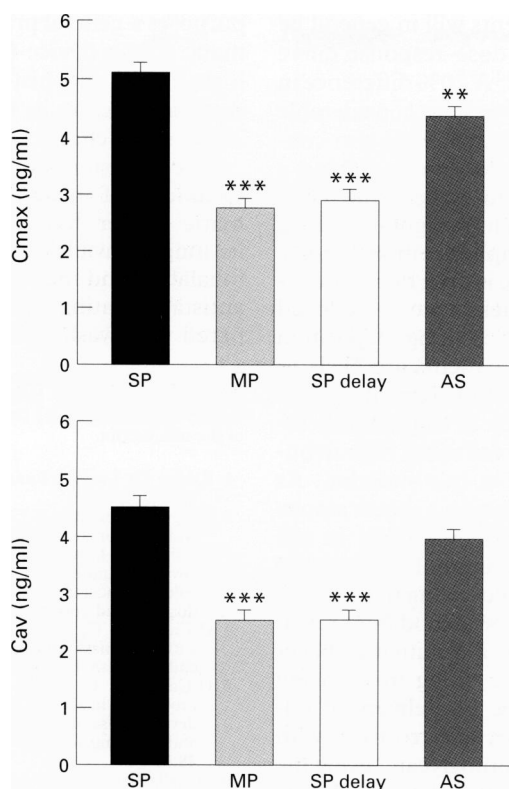 Cmax (ng/ml)
6
5
4
3
2
1
0
***
***
**
SP
MP
SP delay
AS
Cav (ng/ml)
6
5
4
3
2
1
0
***
***
SP
MP
SP delay
AS